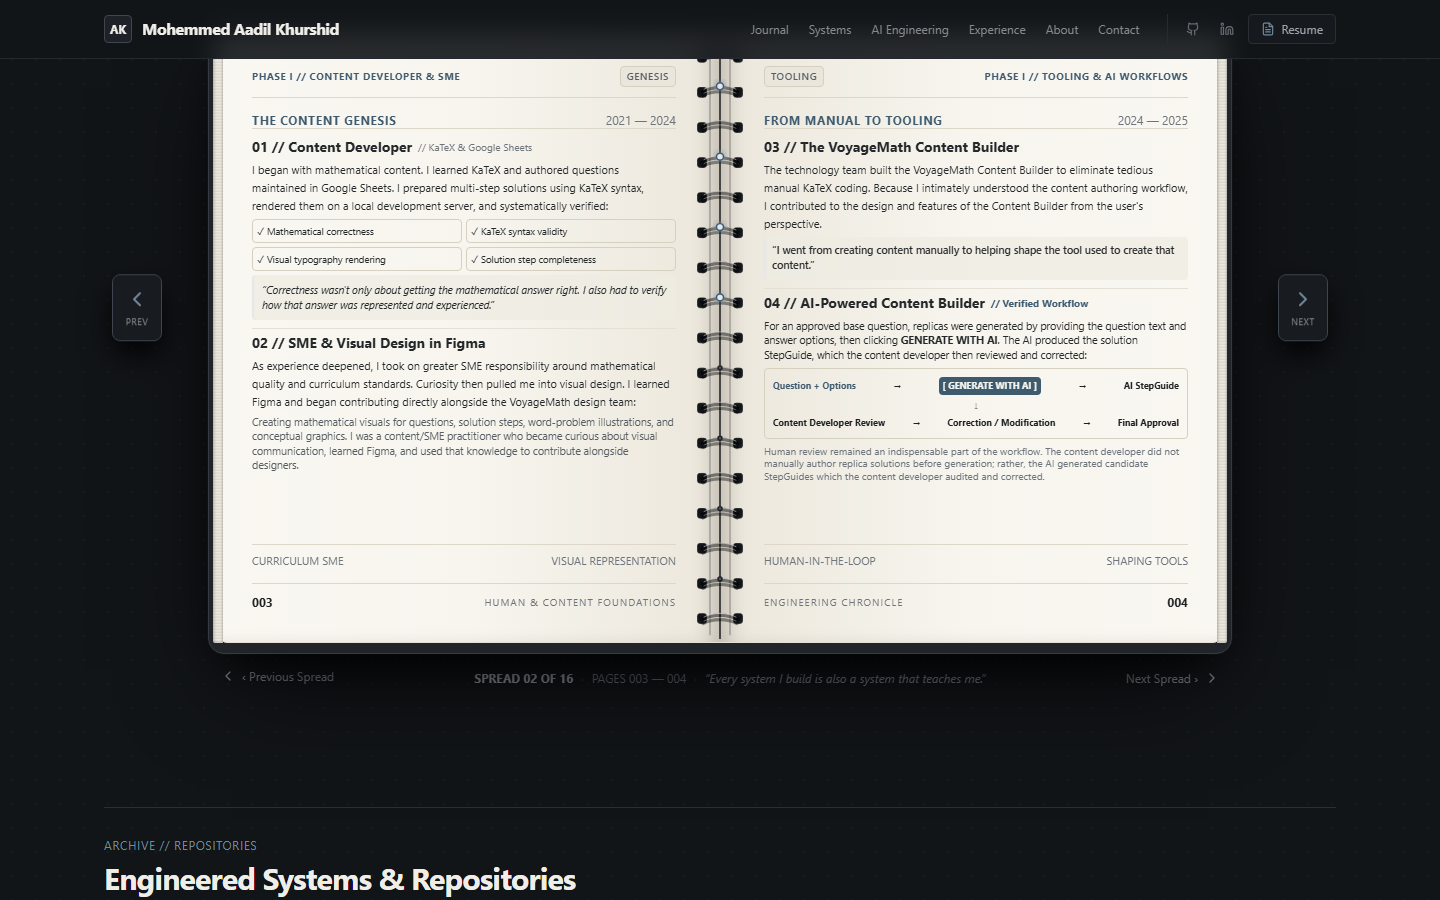 AK Mohemmed Aadil Khurshid
Journal Systems AI Engineering Experience About Contact Resume
PHASE I // CONTENT DEVELOPER & SME GENESIS
THE CONTENT GENESIS 2021 — 2024
01 // Content Developer // KaTeX & Google Sheets
I began with mathematical content. I learned KaTeX and authored questions
maintained in Google Sheets. I prepared multi-step solutions using KaTeX syntax,
rendered them on a local development server, and systematically verified:
✓ Mathematical correctness ✓ KaTeX syntax validity
✓ Visual typography rendering ✓ Solution step completeness
"Correctness wasn't only about getting the mathematical answer right. I also had to verify
how that answer was represented and experienced."
02 // SME & Visual Design in Figma
As experience deepened, I took on greater SME responsibility around mathematical
quality and curriculum standards. Curiosity then pulled me into visual design. I learned
Figma and began contributing directly alongside the VoyageMath design team:
Creating mathematical visuals for questions, solution steps, word-problem illustrations, and
conceptual graphics. I was a content/SME practitioner who became curious about visual
communication, learned Figma, and used that knowledge to contribute alongside
designers.
CURRICULUM SME VISUAL REPRESENTATION
003 HUMAN & CONTENT FOUNDATIONS
TOOLING PHASE I // TOOLING & AI WORKFLOWS
FROM MANUAL TO TOOLING 2024 — 2025
03 // The VoyageMath Content Builder
The technology team built the VoyageMath Content Builder to eliminate tedious
manual KaTeX coding. Because I intimately understood the content authoring workflow,
I contributed to the design and features of the Content Builder from the user's
perspective.
"I went from creating content manually to helping shape the tool used to create that
content."
04 // AI-Powered Content Builder // Verified Workflow
For an approved base question, replicas were generated by providing the question text and
answer options, then clicking GENERATE WITH AI. The AI produced the solution
StepGuide, which the content developer then reviewed and corrected:
Question + Options → [ GENERATE WITH AI ] → AI StepGuide
↓
Content Developer Review → Correction / Modification → Final Approval
Human review remained an indispensable part of the workflow. The content developer did not
manually author replica solutions before generation; rather, the AI generated candidate
StepGuides which the content developer audited and corrected.
HUMAN-IN-THE-LOOP SHAPING TOOLS
ENGINEERING CHRONICLE 004
PREV
NEXT
‹ Previous Spread SPREAD 02 OF 16 PAGES 003 — 004 "Every system I build is also a system that teaches me." Next Spread ›
ARCHIVE // REPOSITORIES
Engineered Systems & Repositories